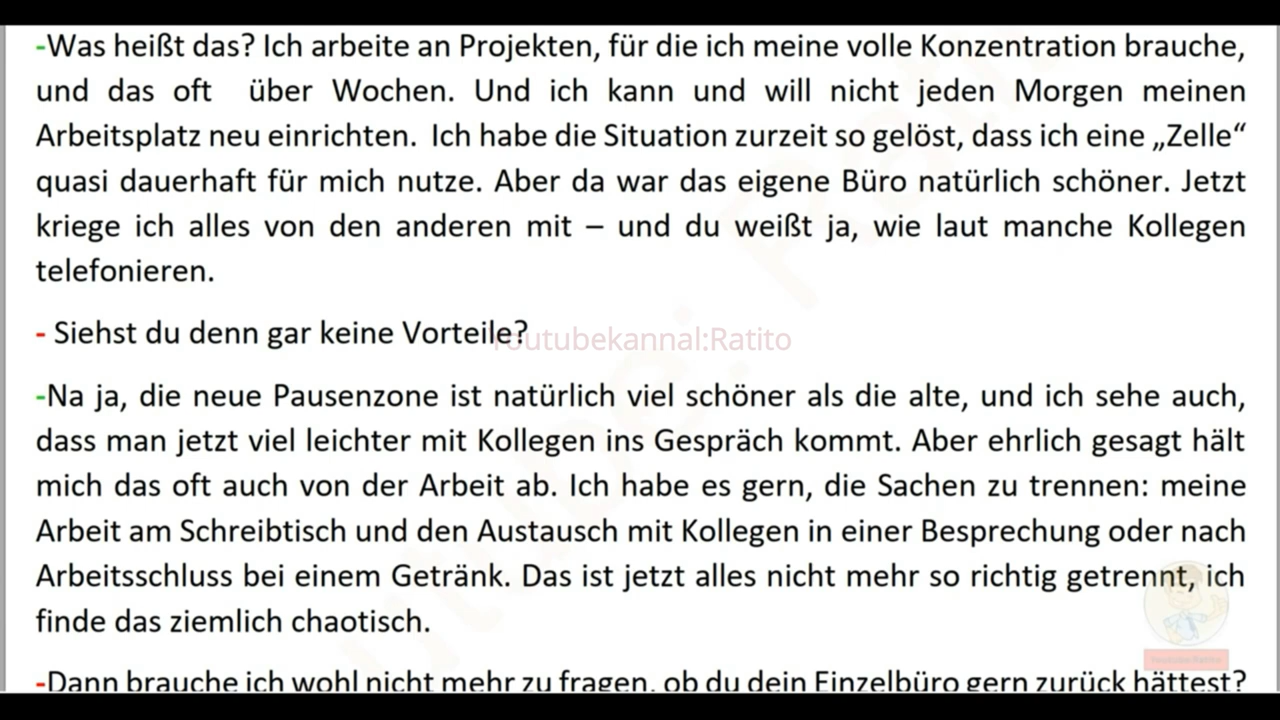 -Was heißt das? Ich arbeite an Projekten, für die ich meine volle Konzentration brauche,
und das oft über Wochen. Und ich kann und will nicht jeden Morgen meinen
Arbeitsplatz neu einrichten. Ich habe die Situation zurzeit so gelöst, dass ich eine „Zelle“
quasi dauerhaft für mich nutze. Aber da war das eigene Büro natürlich schöner. Jetzt
kriege ich alles von den anderen mit – und du weißt ja, wie laut manche Kollegen
telefonieren.
- Siehst du denn gar keine Vorteile?
Youtubekannal:Ratito
-Na ja, die neue Pausenzone ist natürlich viel schöner als die alte, und ich sehe auch,
dass man jetzt viel leichter mit Kollegen ins Gespräch kommt. Aber ehrlich gesagt hält
mich das oft auch von der Arbeit ab. Ich habe es gern, die Sachen zu trennen: meine
Arbeit am Schreibtisch und den Austausch mit Kollegen in einer Besprechung oder nach
Arbeitsschluss bei einem Getränk. Das ist jetzt alles nicht mehr so richtig getrennt, ich
finde das ziemlich chaotisch.
-Dann brauche ich wohl nicht mehr zu fragen, ob du dein Einzelbüro gern zurück hättest?